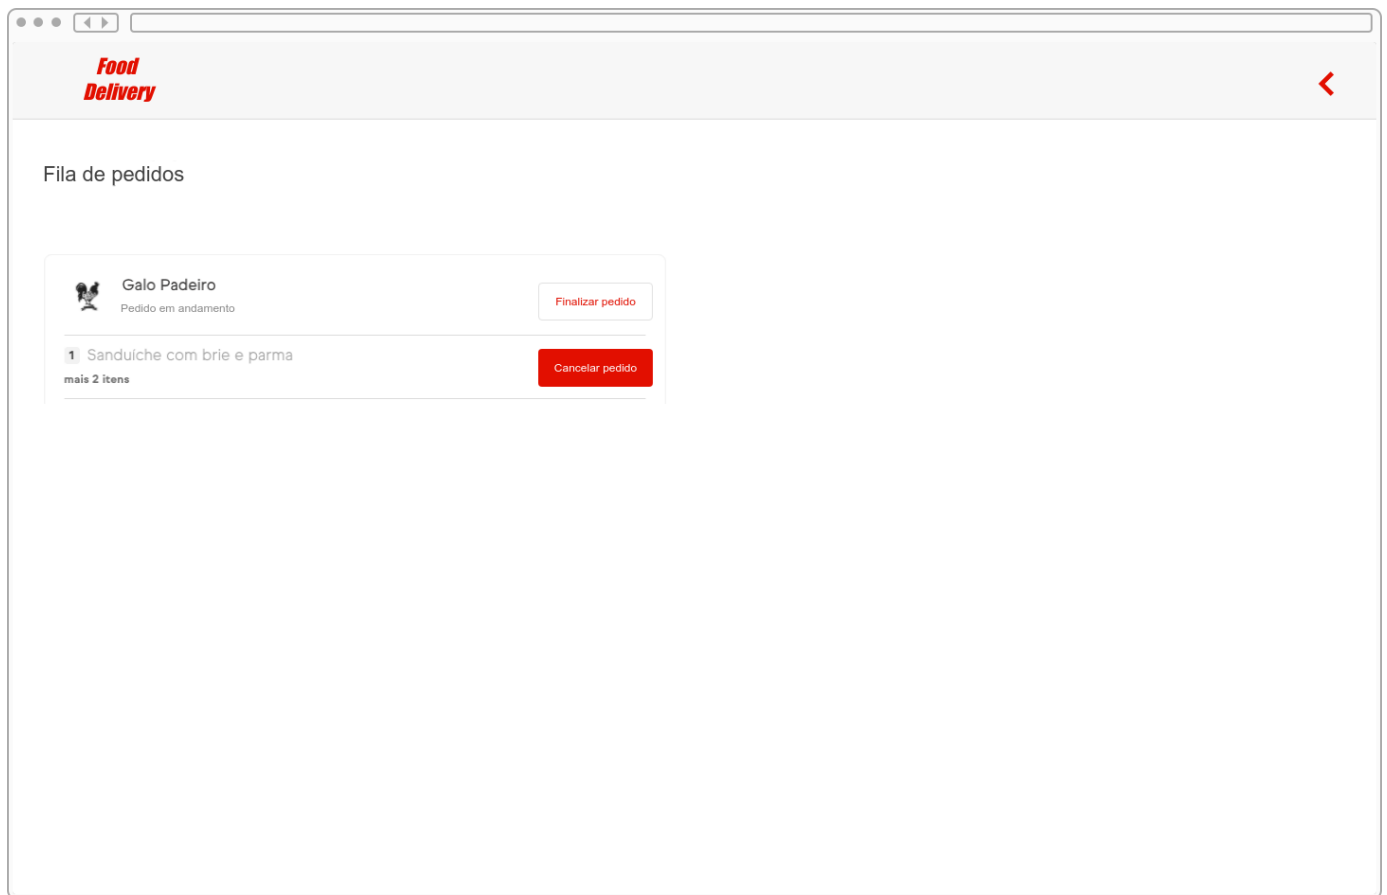 Food
Delivery
Fila de pedidos
Galo Padeiro
Pedido em andamento
Finalizar pedido
1 Sanduíche com brie e parma
mais 2 itens
Cancelar pedido